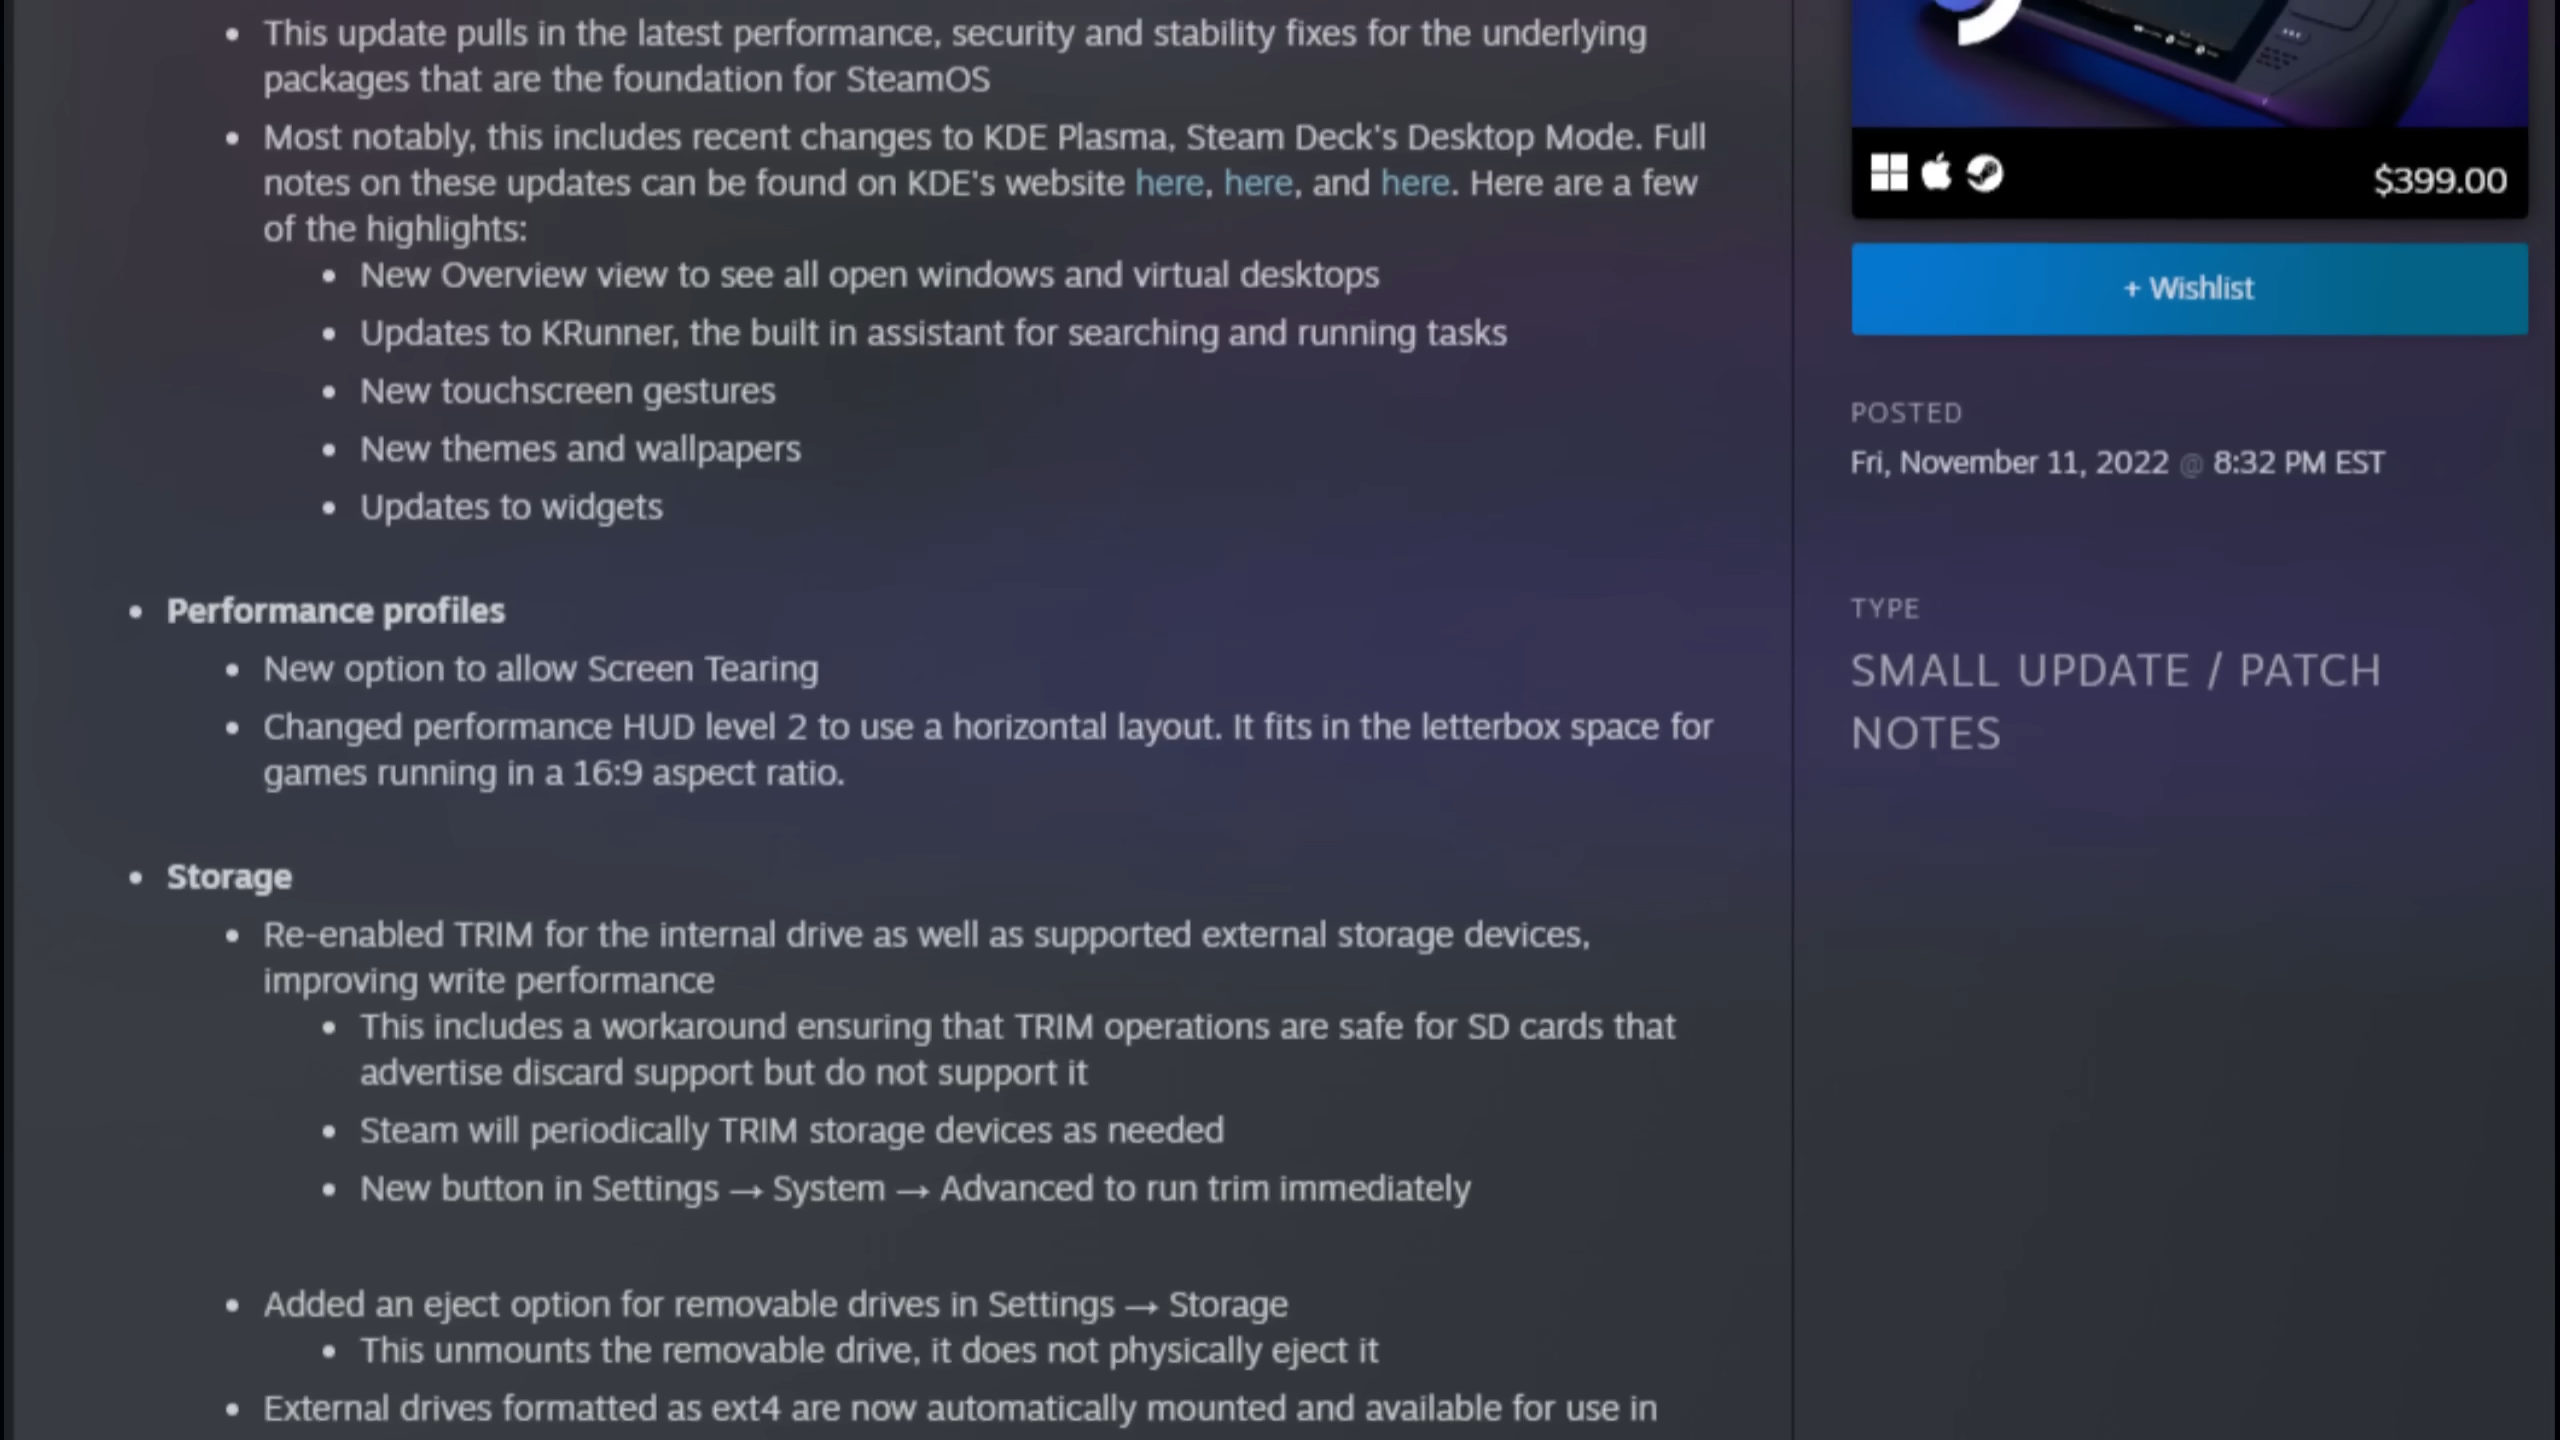 • This update pulls in the latest performance, security and stability fixes for the underlying
packages that are the foundation for SteamOS
• Most notably, this includes recent changes to KDE Plasma, Steam Deck's Desktop Mode. Full
notes on these updates can be found on KDE's website here, here, and here. Here are a few
of the highlights:
• New Overview view to see all open windows and virtual desktops
• Updates to KRunner, the built in assistant for searching and running tasks
• New touchscreen gestures
• New themes and wallpapers
• Updates to widgets
• Performance profiles
• New option to allow Screen Tearing
• Changed performance HUD level 2 to use a horizontal layout. It fits in the letterbox space for
games running in a 16:9 aspect ratio.
• Storage
• Re-enabled TRIM for the internal drive as well as supported external storage devices,
improving write performance
• This includes a workaround ensuring that TRIM operations are safe for SD cards that
advertise discard support but do not support it
• Steam will periodically TRIM storage devices as needed
• New button in Settings → System → Advanced to run trim immediately
• Added an eject option for removable drives in Settings → Storage
• This unmounts the removable drive, it does not physically eject it
• External drives formatted as ext4 are now automatically mounted and available for use in
$399.00
+ Wishlist
POSTED
Fri, November 11, 2022 @ 8:32 PM EST
TYPE
SMALL UPDATE / PATCH
NOTES